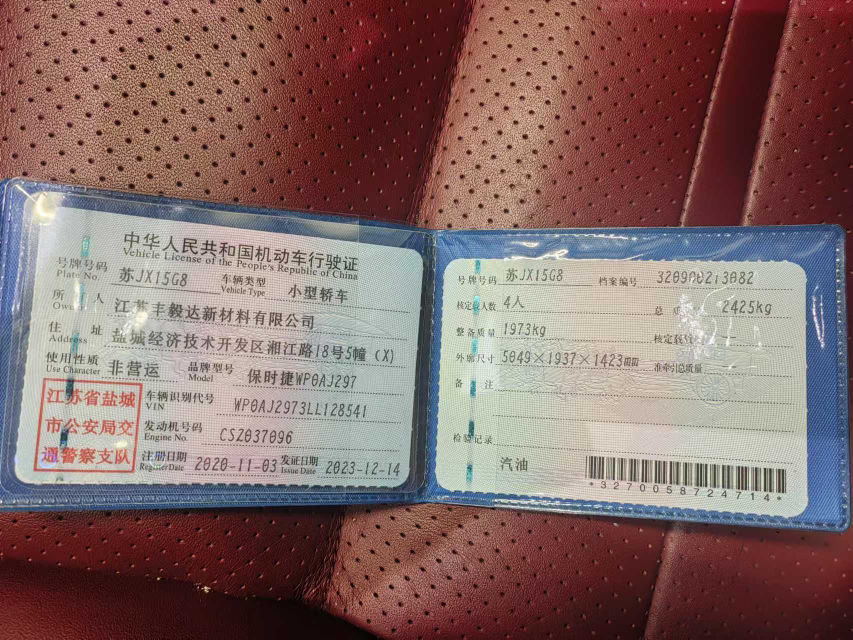 中华人民共和国机动车行驶证
Vehicle License of the People's Republic of China
号牌号码 苏JX15G8 车辆类型 小型轿车
Plate No. Vehicle Type
所 人 江苏丰毅达新材料有限公司
Owner
住 址 盐城经济技术开发区湘江路18号5幢(X)
Address
使用性质 非营运 品牌型号 保时捷WP0AJ297
Use Character Model
江苏省盐城
市公安局交
通警察支队
车辆识别代号 WP0AJ2973LL128541
VIN
发动机号码 CSZ037096
Engine No.
注册日期 2020-11-03 发证日期 2023-12-14
Register Date Issue Date
号牌号码 苏JX15G8 档案编号 320900213082
核定载人数 4人 总 2425kg
整备质量 1973kg 核定载
外廓尺寸 5049×1937×1423mm 准牵引总质量
备 注
检验记录
汽油
*3270058724714*